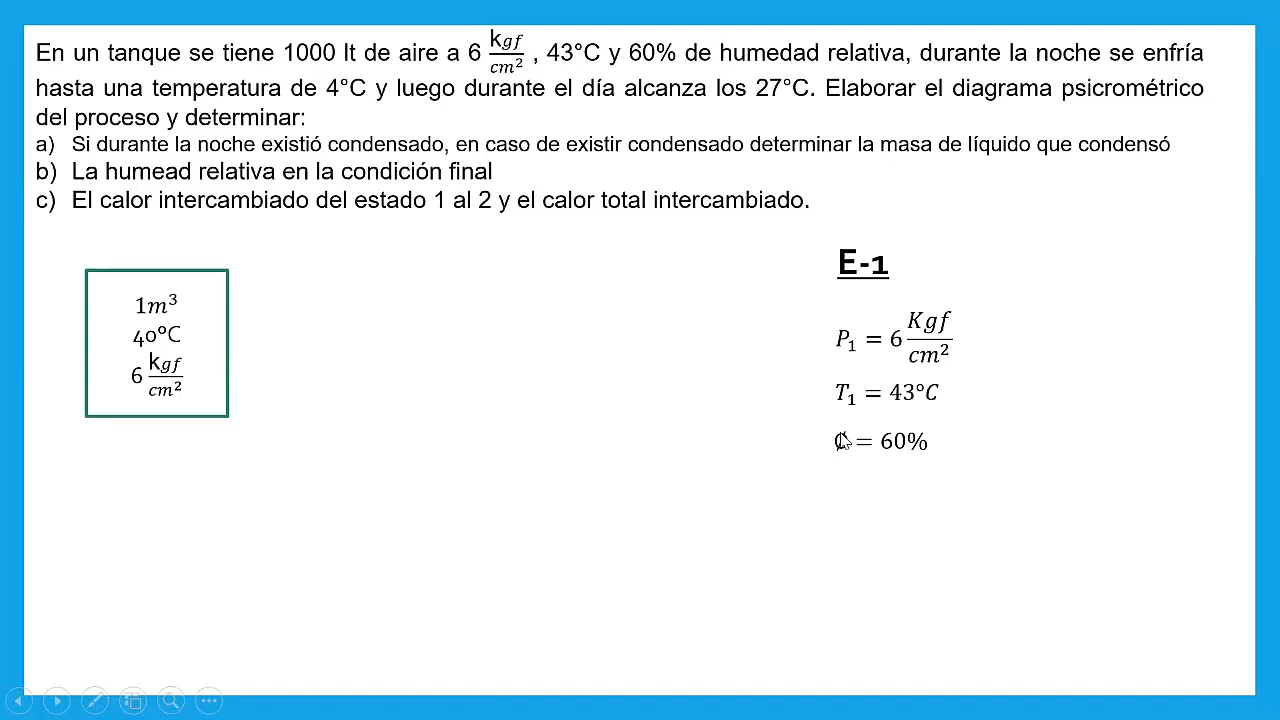 En un tanque se tiene 1000 lt de aire a 6 kgf/cm², 43°C y 60% de humedad relativa, durante la noche se enfría
hasta una temperatura de 4°C y luego durante el día alcanza los 27°C. Elaborar el diagrama psicrométrico
del proceso y determinar:
a) Si durante la noche existió condensado, en caso de existir condensado determinar la masa de líquido que condensó
b) La humead relativa en la condición final
c) El calor intercambiado del estado 1 al 2 y el calor total intercambiado.
1m³
40°C
6 kgf/cm²
E-1
P₁ = 6 Kgf/cm²
T₁ = 43°C
= 60%